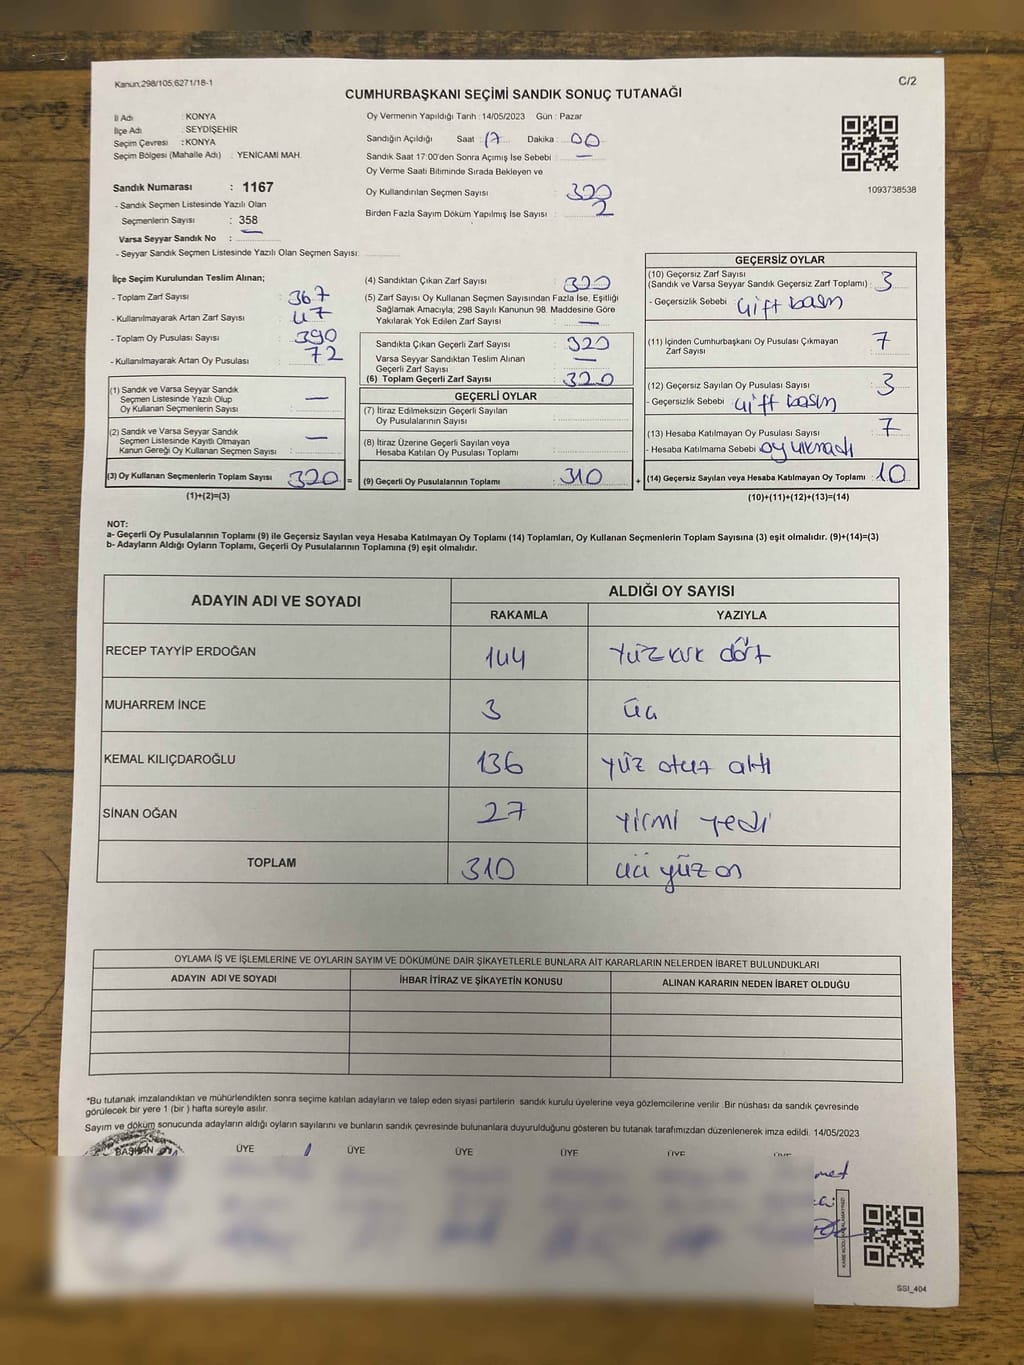 Kanun;298/105,6271/18-1
C/2
CUMHURBAŞKANI SEÇİMİ SANDIK SONUÇ TUTANAĞI
İl Adı : KONYA
İlçe Adı : SEYDİŞEHİR
Seçim Çevresi : KONYA
Seçim Bölgesi (Mahalle Adı) : YENICAMI MAH.
Oy Vermenin Yapıldığı Tarih : 14/05/2023 Gün : Pazar
Sandığın Açıldığı Saat : 17 Dakika : 00
Sandık Saat 17:00'den Sonra Açımış İse Sebebi : —
Oy Verme Saati Bitiminde Sırada Bekleyen ve
Oy Kullandırılan Seçmen Sayısı : 320
Birden Fazla Sayım Döküm Yapılmış İse Sayısı : 2
1093738538
Sandık Numarası : 1167
- Sandık Seçmen Listesinde Yazılı Olan
Seçmenlerin Sayısı : 358
Varsa Seyyar Sandık No : —
- Seyyar Sandık Seçmen Listesinde Yazılı Olan Seçmen Sayısı:
İlçe Seçim Kurulundan Teslim Alınan;
- Toplam Zarf Sayısı : 367
- Kullanılmayarak Artan Zarf Sayısı : 47
- Toplam Oy Pusulası Sayısı : 390
- Kullanılmayarak Artan Oy Pusulası : 72
(1) Sandık ve Varsa Seyyar Sandık
Seçmen Listesinde Yazılı Olup
Oy Kullanan Seçmenlerin Sayısı : —
(2) Sandık ve Varsa Seyyar Sandık
Seçmen Listesinde Kayıtlı Olmayan
Kanun Gereği Oy Kullanan Seçmen Sayısı : —
(3) Oy Kullanan Seçmenlerin Toplam Sayısı : 320 =
(1)+(2)=(3)
(4) Sandıktan Çıkan Zarf Sayısı : 320
(5) Zarf Sayısı Oy Kullanan Seçmen Sayısından Fazla İse, Eşitliği
Sağlamak Amacıyla, 298 Sayılı Kanunun 98. Maddesine Göre
Yakılarak Yok Edilen Zarf Sayısı : —
Sandıkta Çıkan Geçerli Zarf Sayısı : 320
Varsa Seyyar Sandıktan Teslim Alınan
Geçerli Zarf Sayısı : —
(6) Toplam Geçerli Zarf Sayısı : 320
GEÇERLİ OYLAR
(7) İtiraz Edilmeksizin Geçerli Sayılan
Oy Pusulalarının Sayısı :
(8) İtiraz Üzerine Geçerli Sayılan veya
Hesaba Katılan Oy Pusulası Toplamı :
(9) Geçerli Oy Pusulalarının Toplamı : 310 +
GEÇERSİZ OYLAR
(10) Geçersiz Zarf Sayısı
(Sandık ve Varsa Seyyar Sandık Geçersiz Zarf Toplamı) : 3
- Geçersizlik Sebebi : çift basın
(11) İçinden Cumhurbaşkanı Oy Pusulası Çıkmayan
Zarf Sayısı : 7
(12) Geçersiz Sayılan Oy Pusulası Sayısı : 3
- Geçersizlik Sebebi : çift basın
(13) Hesaba Katılmayan Oy Pusulası Sayısı : 7
- Hesaba Katılmama Sebebi : oy çıkmadı
(14) Geçersiz Sayılan veya Hesaba Katılmayan Oy Toplamı : 10
(10)+(11)+(12)+(13)=(14)
NOT:
a- Geçerli Oy Pusulalarının Toplamı (9) ile Geçersiz Sayılan veya Hesaba Katılmayan Oy Toplamı (14) Toplamları, Oy Kullanan Seçmenlerin Toplam Sayısına (3) eşit olmalıdır. (9)+(14)=(3)
b- Adayların Aldığı Oyların Toplamı, Geçerli Oy Pusulalarının Toplamına (9) eşit olmalıdır.
ADAYIN ADI VE SOYADI
ALDIĞI OY SAYISI
RAKAMLA YAZIYLA
RECEP TAYYİP ERDOĞAN 144 yüz kırk dört
MUHARREM İNCE 3 üç
KEMAL KILIÇDAROĞLU 136 yüz otuz altı
SİNAN OĞAN 27 yirmi yedi
TOPLAM 310 üç yüz on
OYLAMA İŞ VE İŞLEMLERİNE VE OYLARIN SAYIM VE DÖKÜMÜNE DAİR ŞİKAYETLERLE BUNLARA AİT KARARLARIN NELERDEN İBARET BULUNDUKLARI
ADAYIN ADI VE SOYADI İHBAR İTİRAZ VE ŞİKAYETİN KONUSU ALINAN KARARIN NEDEN İBARET OLDUĞU
*Bu tutanak imzalandıktan ve mühürlendikten sonra seçime katılan adayların ve talep eden siyasi partilerin sandık kurulu üyelerine veya gözlemcilerine verilir .Bir nüshası da sandık çevresinde
görülecek bir yere 1 (bir ) hafta süreyle asılır.
Sayım ve döküm sonucunda adayların aldığı oyların sayılarını ve bunların sandık çevresinde bulunanlara duyurulduğunu gösteren bu tutanak tarafımızdan düzenlenerek imza edildi. 14/05/2023
BAŞKAN ÜYE ÜYE ÜYE ÜYE ÜYE ÜYE
SSI_404